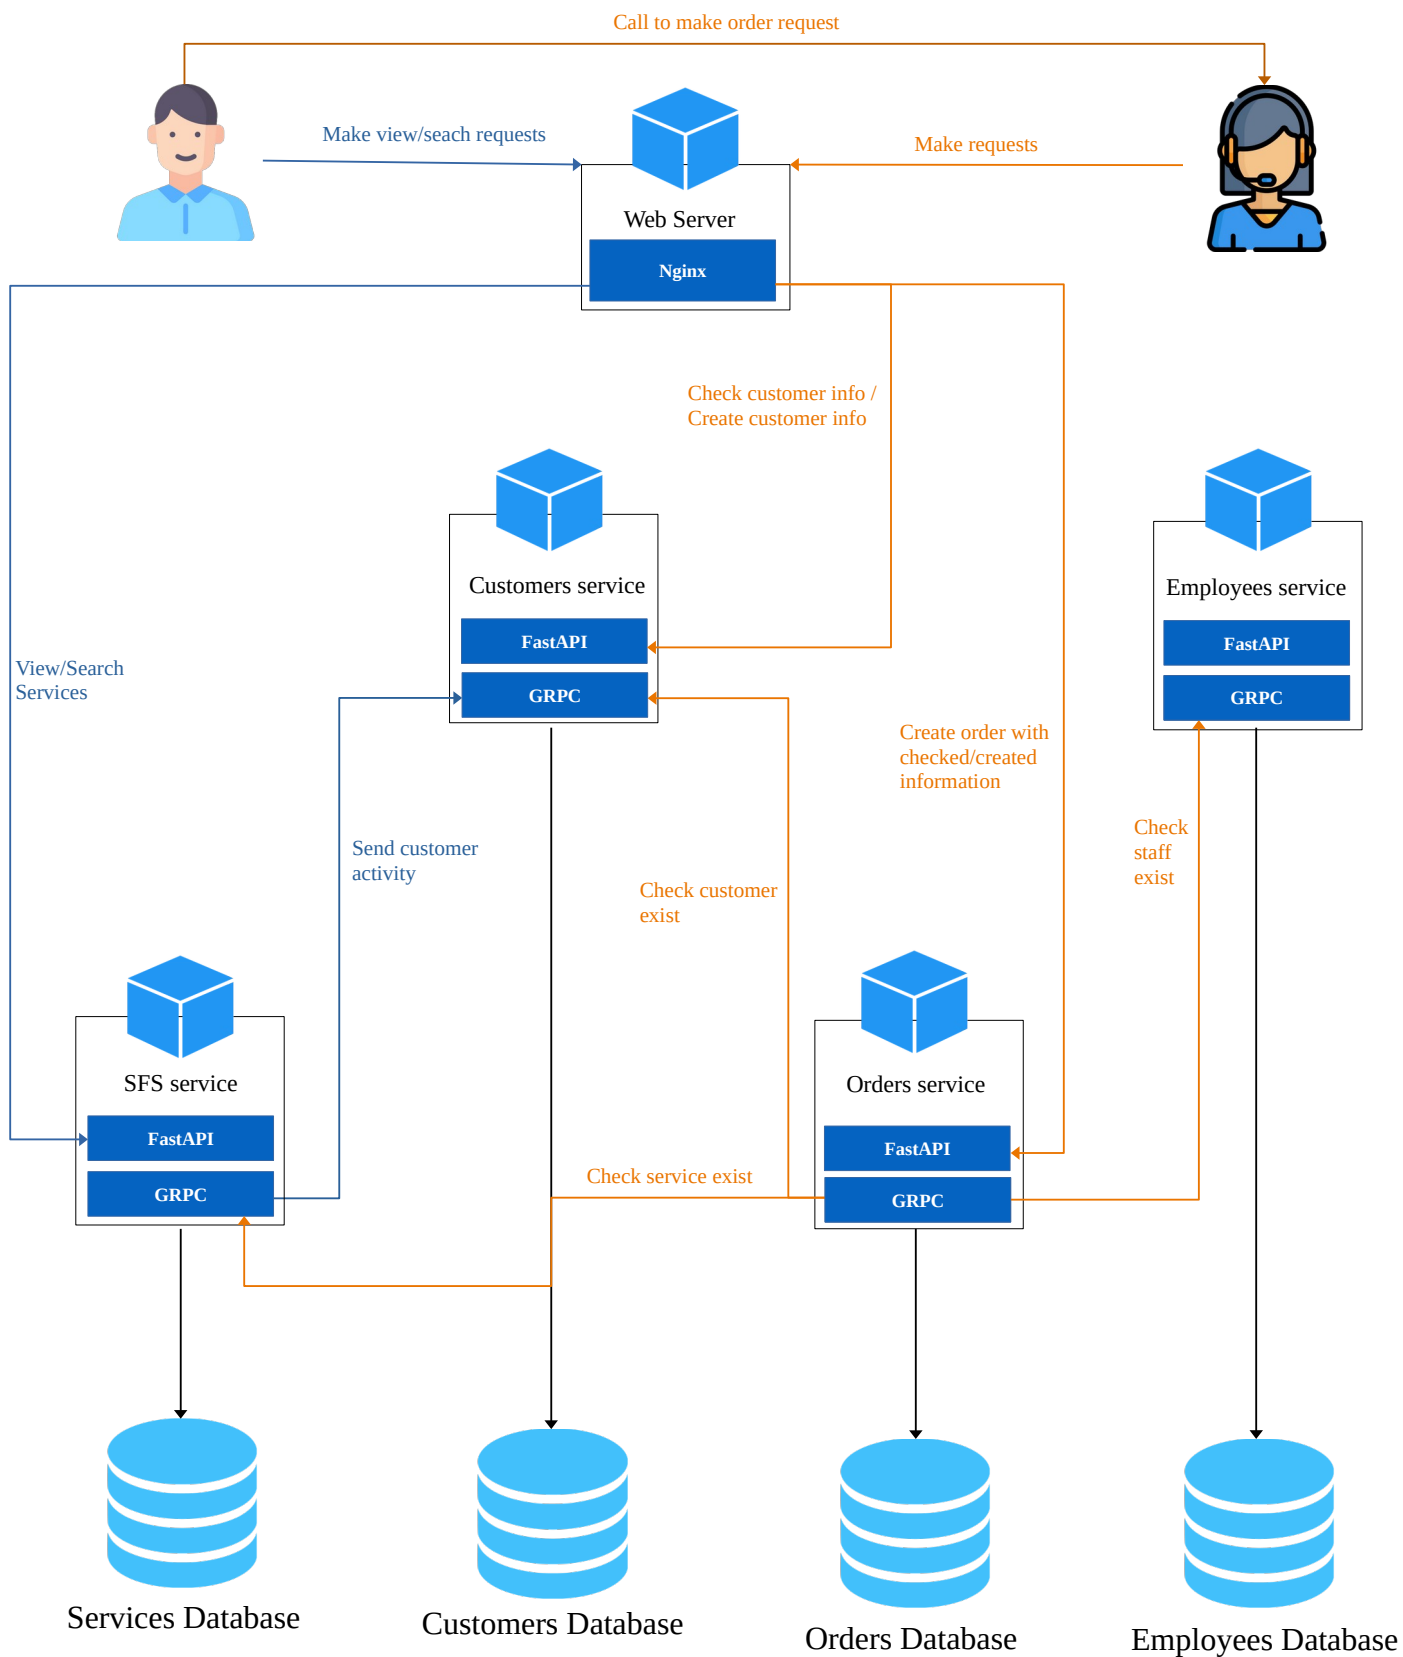 Call to make order request
Make view/seach requests
Make requests
Web Server
Nginx
Check customer info /
Create customer info
Customers service
FastAPI
GRPC
Employees service
FastAPI
GRPC
View/Search
Services
Create order with
checked/created
information
Send customer
activity
Check customer
exist
Check
staff
exist
SFS service
FastAPI
GRPC
Orders service
FastAPI
GRPC
Check service exist
Services Database
Customers Database
Orders Database
Employees Database